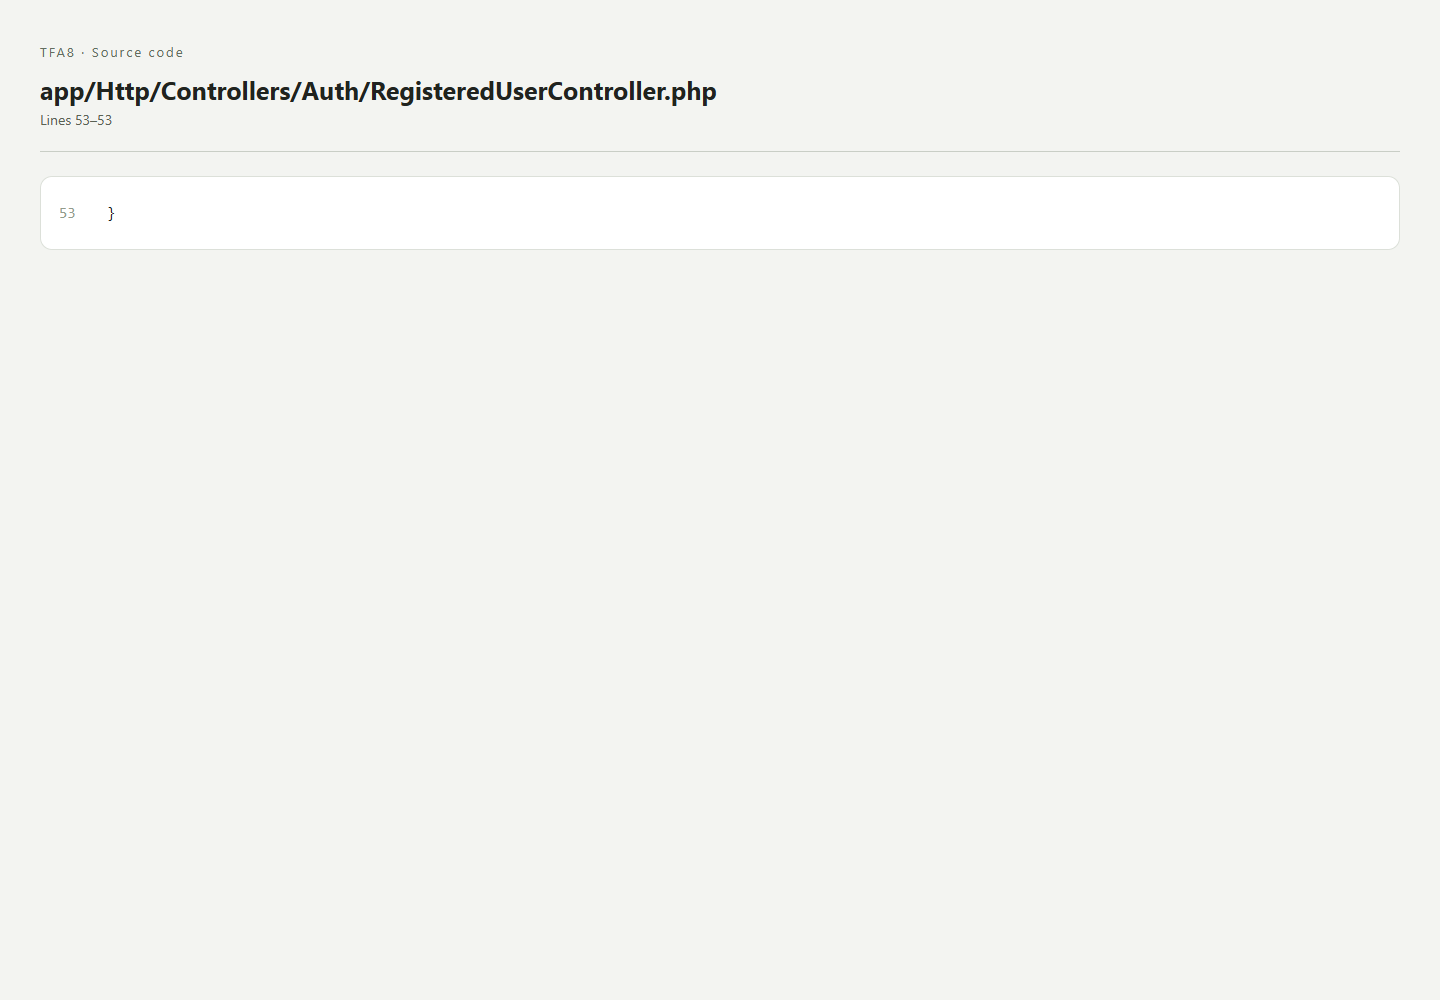 TFA8 · Source code
app/Http/Controllers/Auth/RegisteredUserController.php
Lines 53–53
53 }